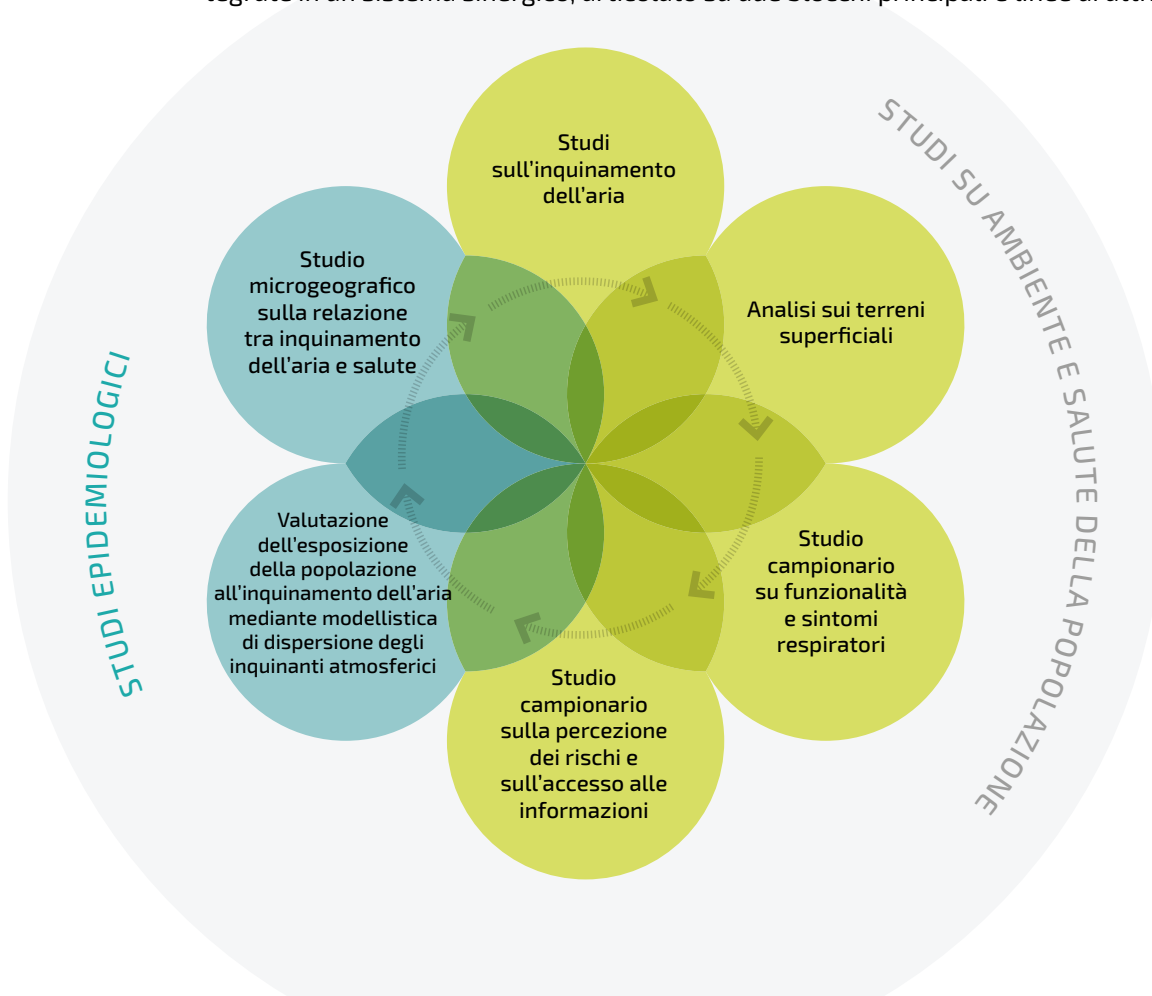 STUDI EPIDEMIOLOGICI
STUDI SU AMBIENTE E SALUTE DELLA POPOLAZIONE
Studi
sull'inquinamento
dell'aria
Analisi sui terreni
superficiali
Studio
campionario
su funzionalità
e sintomi
respiratori
Studio
campionario
sulla percezione
dei rischi e
sull'accesso alle
informazioni
Valutazione
dell'esposizione
della popolazione
all'inquinamento dell'aria
mediante modellistica
di dispersione degli
inquinanti atmosferici
Studio
microgeografico
sulla relazione
tra inquinamento
dell'aria e salute